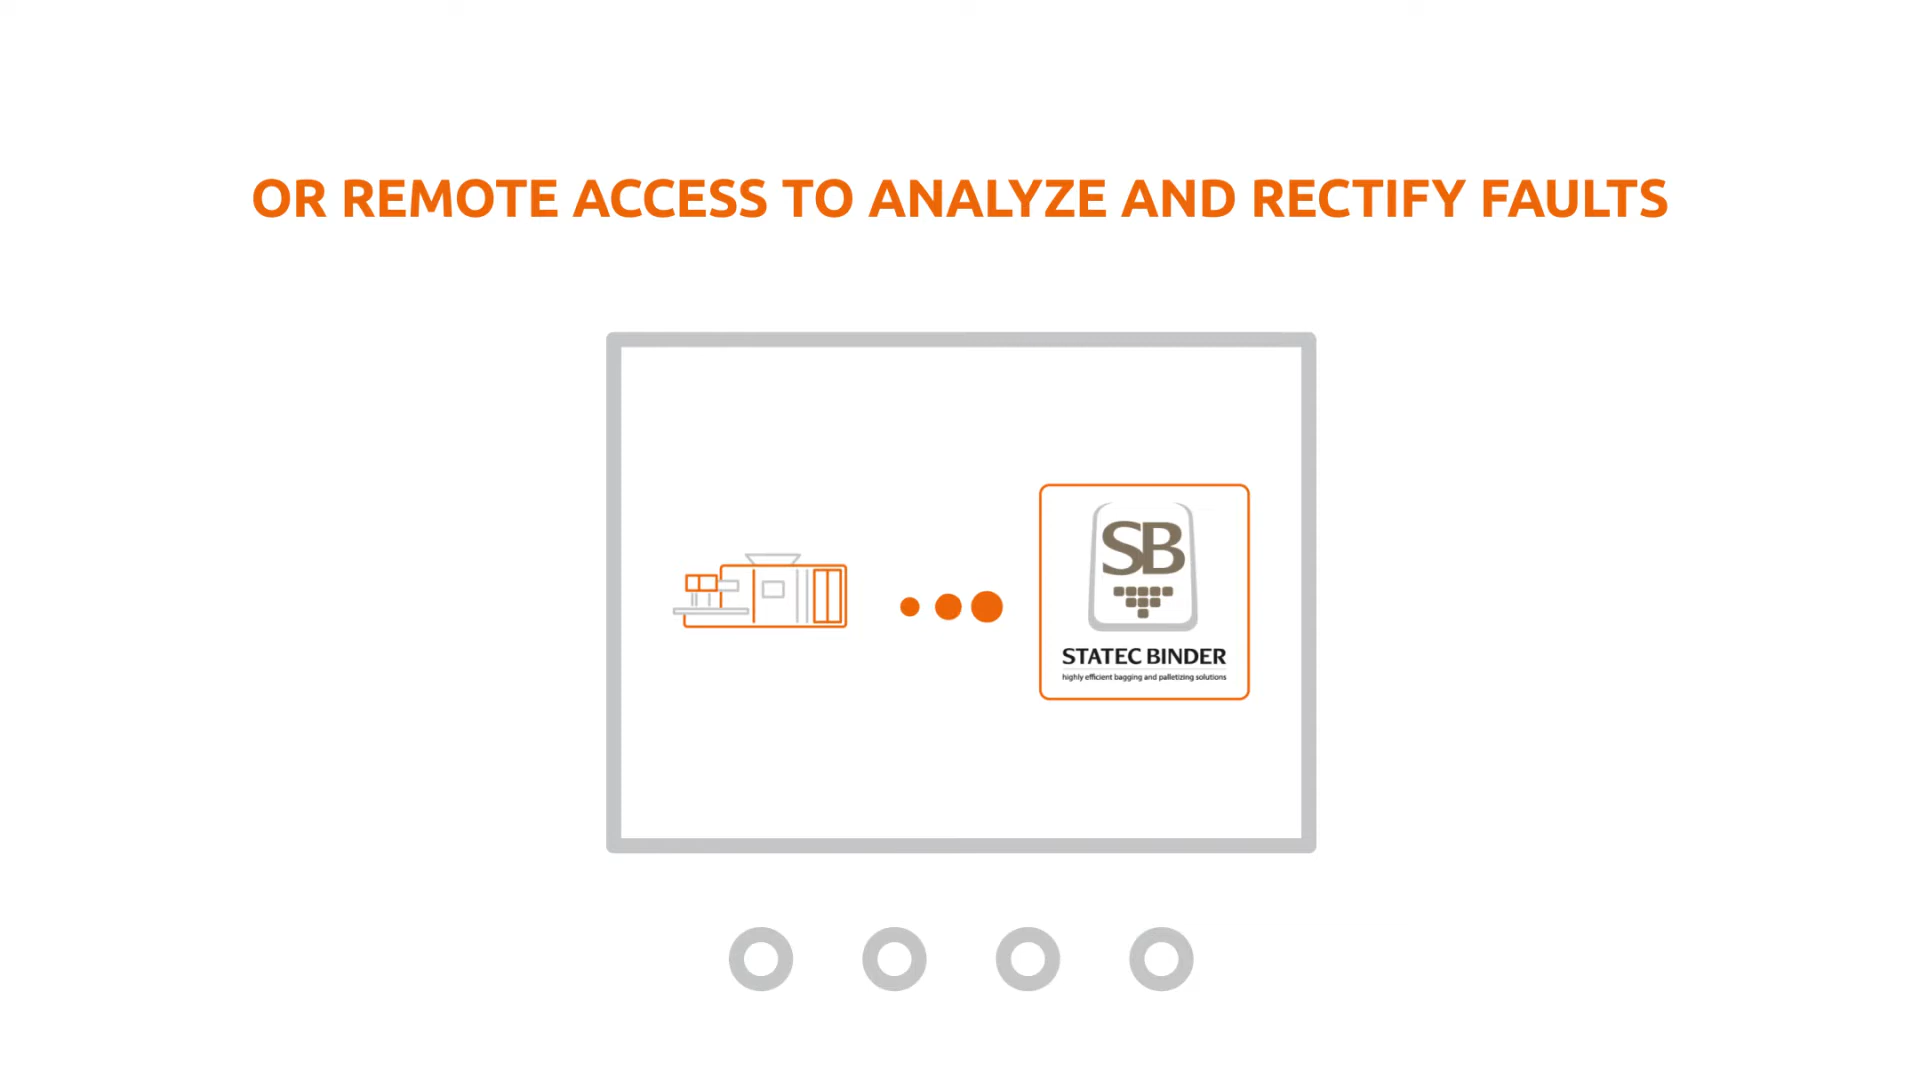 OR REMOTE ACCESS TO ANALYZE AND RECTIFY FAULTS
SB
STATEC BINDER
highly efficient bagging and palletizing solutions